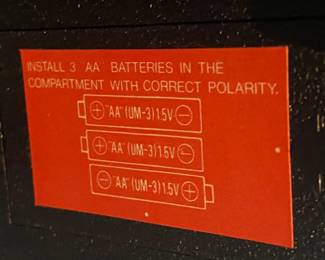 INSTALL 3 "AA" BATTERIES IN THE
COMPARTMENT WITH CORRECT POLARITY.
+ "AA" (UM-3) 1.5V -
+ "AA" (UM-3) 1.5V -
- "AA" (UM-3) 1.5V +